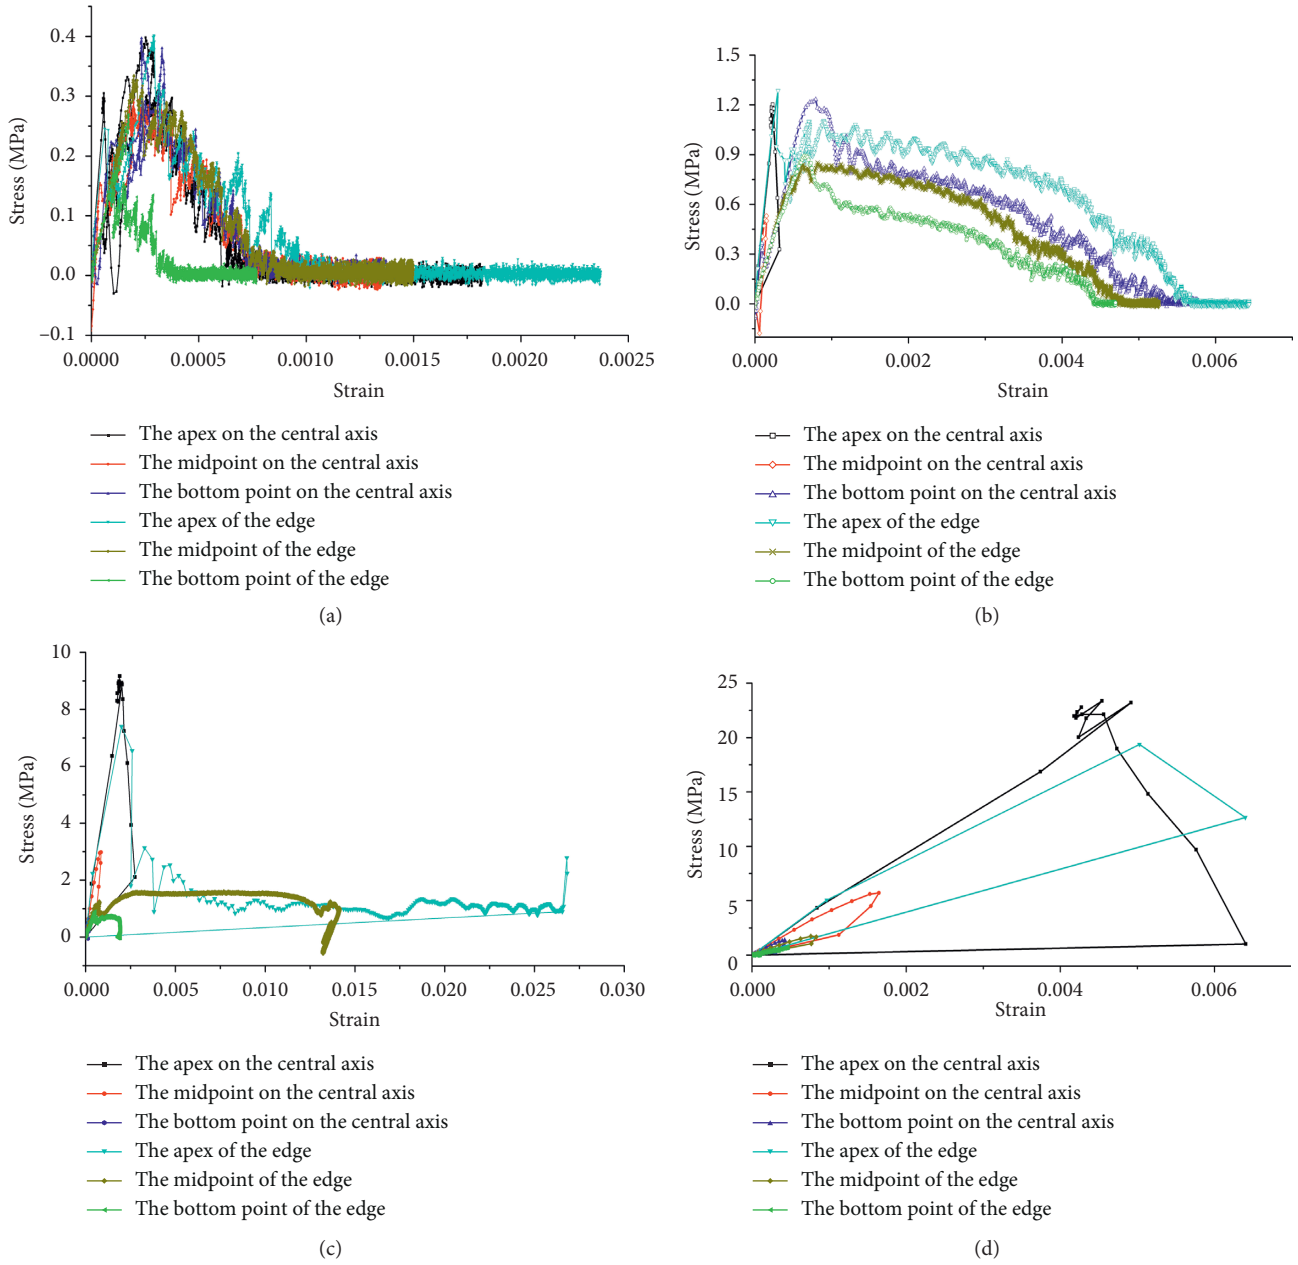 0.4
0.3
0.2
0.1
0.0
−0.1
Stress (MPa)
0.0000 0.0005 0.0010 0.0015 0.0020 0.0025
Strain
The apex on the central axis
The midpoint on the central axis
The bottom point on the central axis
The apex of the edge
The midpoint of the edge
The bottom point of the edge
(a)
1.5
1.2
0.9
0.6
0.3
0.0
Stress (MPa)
0.000 0.002 0.004 0.006
Strain
The apex on the central axis
The midpoint on the central axis
The bottom point on the central axis
The apex of the edge
The midpoint of the edge
The bottom point of the edge
(b)
10
8
6
4
2
0
Stress (MPa)
0.000 0.005 0.010 0.015 0.020 0.025 0.030
Strain
The apex on the central axis
The midpoint on the central axis
The bottom point on the central axis
The apex of the edge
The midpoint of the edge
The bottom point of the edge
(c)
25
20
15
10
5
0
Stress (MPa)
0.000 0.002 0.004 0.006
Strain
The apex on the central axis
The midpoint on the central axis
The bottom point on the central axis
The apex of the edge
The midpoint of the edge
The bottom point of the edge
(d)